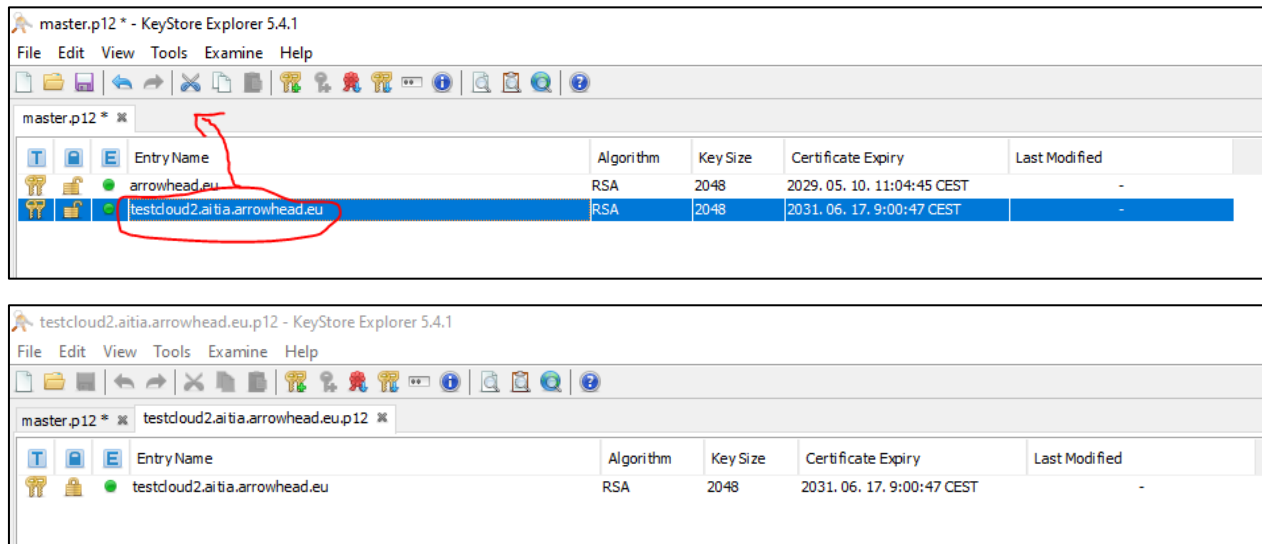 master.p12 * - KeyStore Explorer 5.4.1
File Edit View Tools Examine Help
master.p12 *
T E Entry Name Algorithm Key Size Certificate Expiry Last Modified
arrowhead.eu RSA 2048 2029. 05. 10. 11:04:45 CEST -
testcloud2.aitia.arrowhead.eu RSA 2048 2031. 06. 17. 9:00:47 CEST -
testcloud2.aitia.arrowhead.eu.p12 - KeyStore Explorer 5.4.1
File Edit View Tools Examine Help
master.p12 * testcloud2.aitia.arrowhead.eu.p12
T E Entry Name Algorithm Key Size Certificate Expiry Last Modified
testcloud2.aitia.arrowhead.eu RSA 2048 2031. 06. 17. 9:00:47 CEST -